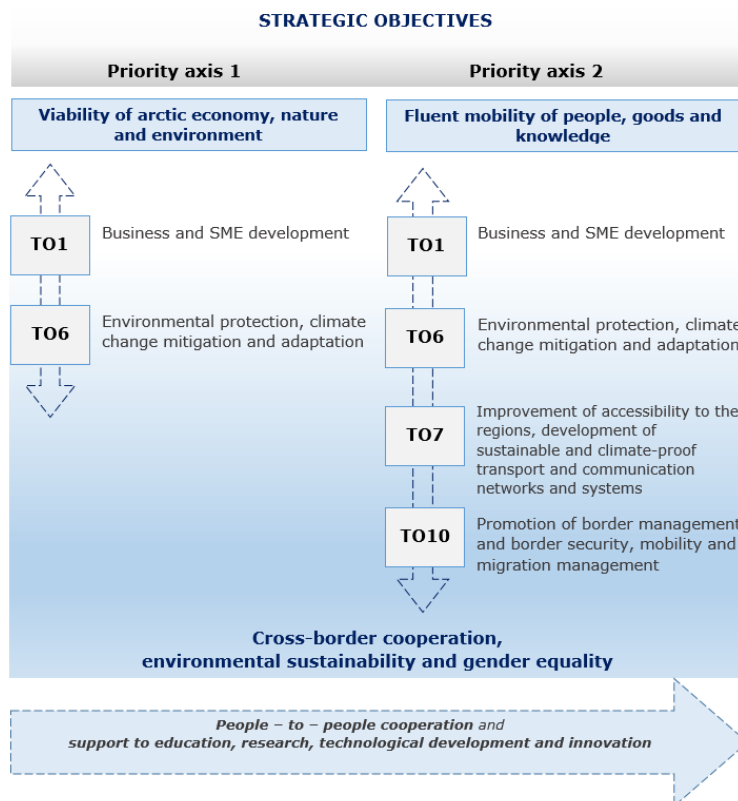 STRATEGIC OBJECTIVES
Priority axis 1
Priority axis 2
Viability of arctic economy, nature
and environment
Fluent mobility of people, goods and
knowledge
TO1
Business and SME development
TO6
Environmental protection, climate
change mitigation and adaptation
TO1
Business and SME development
TO6
Environmental protection, climate
change mitigation and adaptation
TO7
Improvement of accessibility to the
regions, development of
sustainable and climate-proof
transport and communication
networks and systems
TO10
Promotion of border management
and border security, mobility and
migration management
Cross-border cooperation,
environmental sustainability and gender equality
People – to – people cooperation and
support to education, research, technological development and innovation